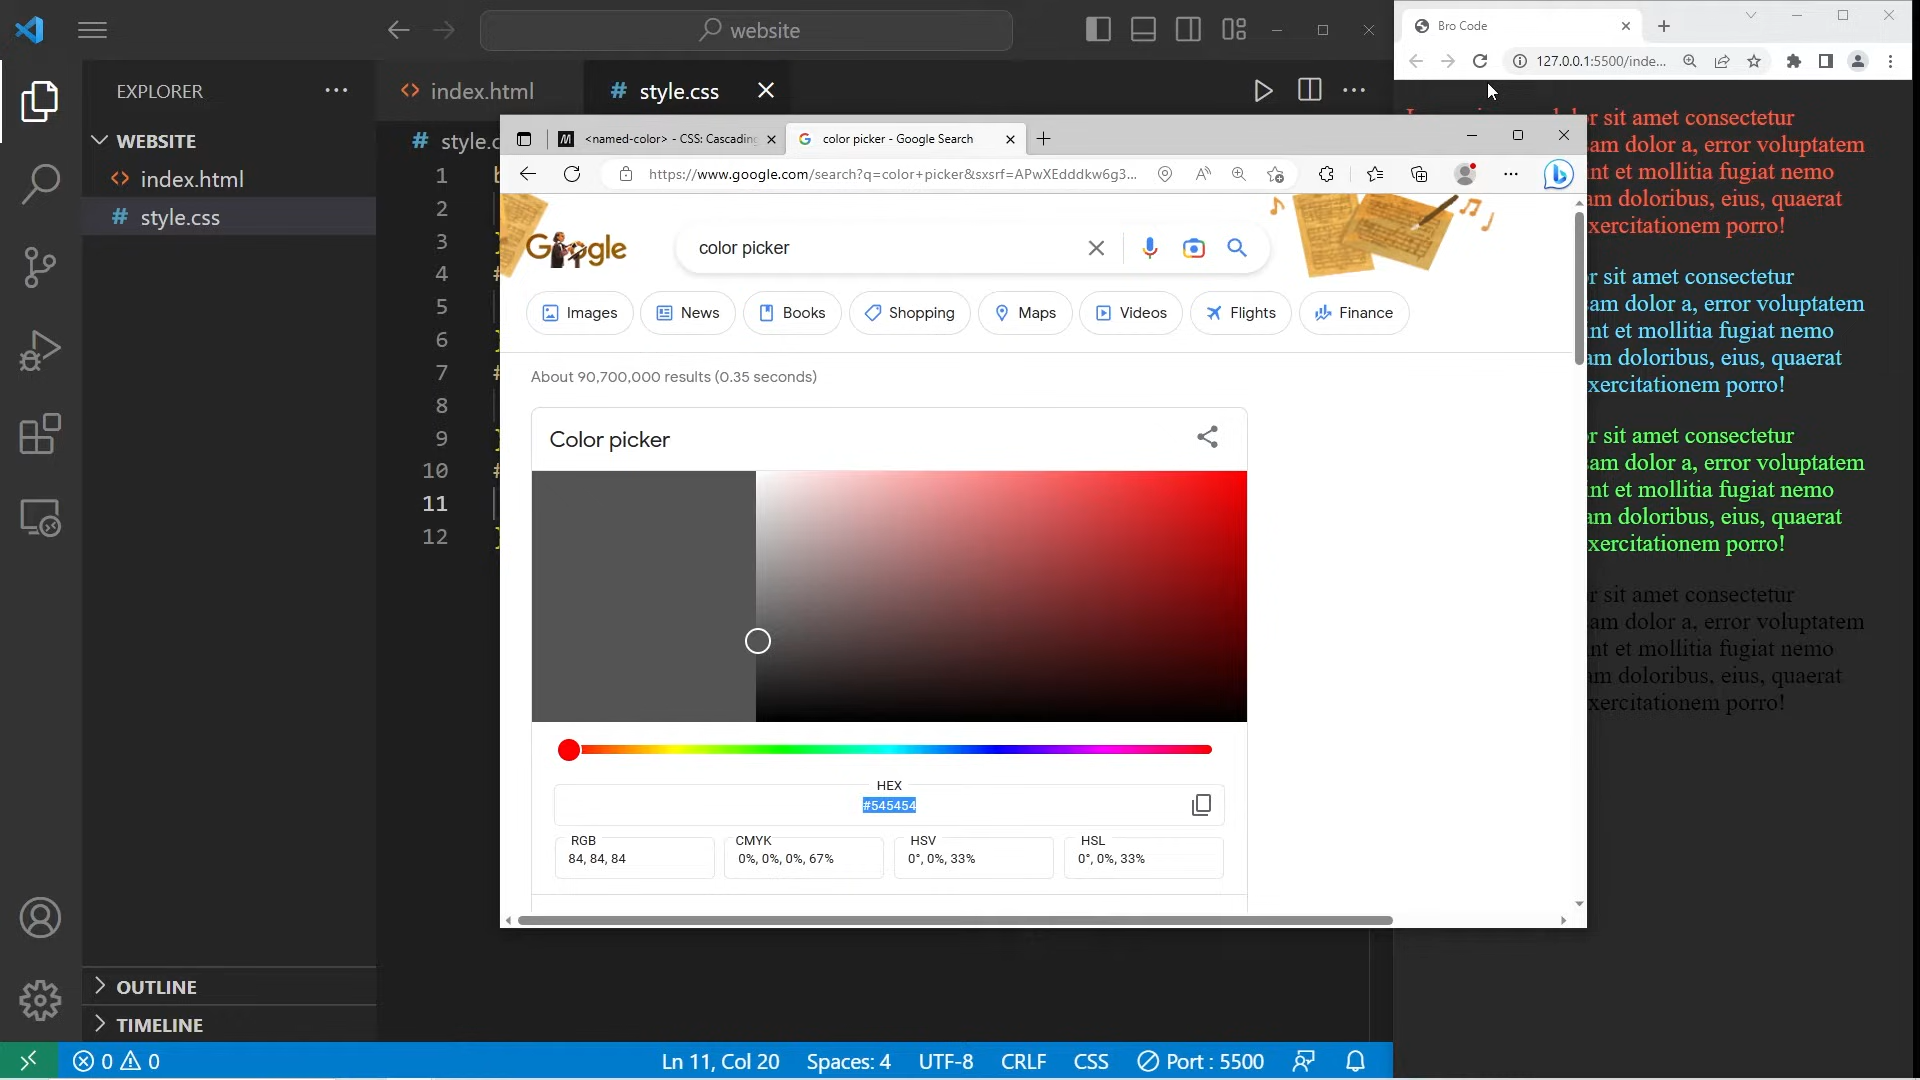 website
Bro Code
127.0.0.1:5500/inde...
EXPLORER
index.html
style.css
WEBSITE
index.html
style.css
# style.c
1
2
3
4
5
6
7
8
9
10
11
12
<named-color> - CSS: Cascading
color picker - Google Search
https://www.google.com/search?q=color+picker&sxsrf=APwXEdddkw6g3...
Google
color picker
Images
News
Books
Shopping
Maps
Videos
Flights
Finance
About 90,700,000 results (0.35 seconds)
Color picker
HEX
#545454
RGB
84, 84, 84
CMYK
0%, 0%, 0%, 67%
HSV
0°, 0%, 33%
HSL
0°, 0%, 33%
sit amet consectetur
am dolor a, error voluptatem
int et mollitia fugiat nemo
am doloribus, eius, quaerat
xercitationem porro!
r sit amet consectetur
am dolor a, error voluptatem
int et mollitia fugiat nemo
am doloribus, eius, quaerat
xercitationem porro!
r sit amet consectetur
am dolor a, error voluptatem
int et mollitia fugiat nemo
am doloribus, eius, quaerat
xercitationem porro!
r sit amet consectetur
am dolor a, error voluptatem
nt et mollitia fugiat nemo
am doloribus, eius, quaerat
xercitationem porro!
OUTLINE
TIMELINE
0 0
Ln 11, Col 20
Spaces: 4
UTF-8
CRLF
CSS
Port : 5500